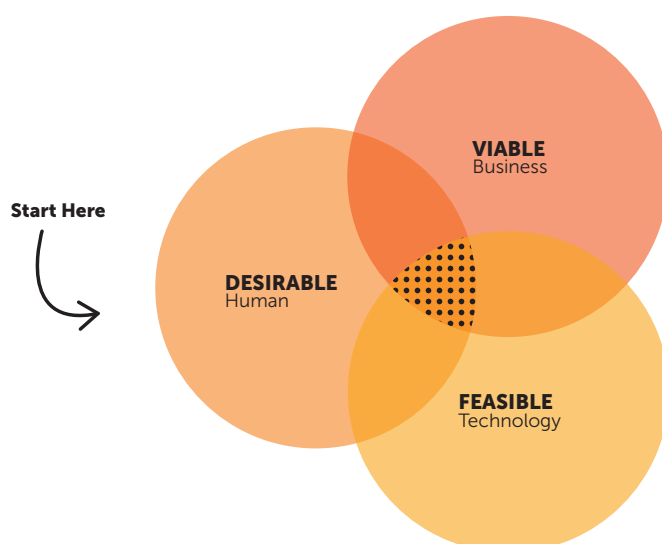 Start Here
VIABLE
Business
DESIRABLE
Human
FEASIBLE
Technology